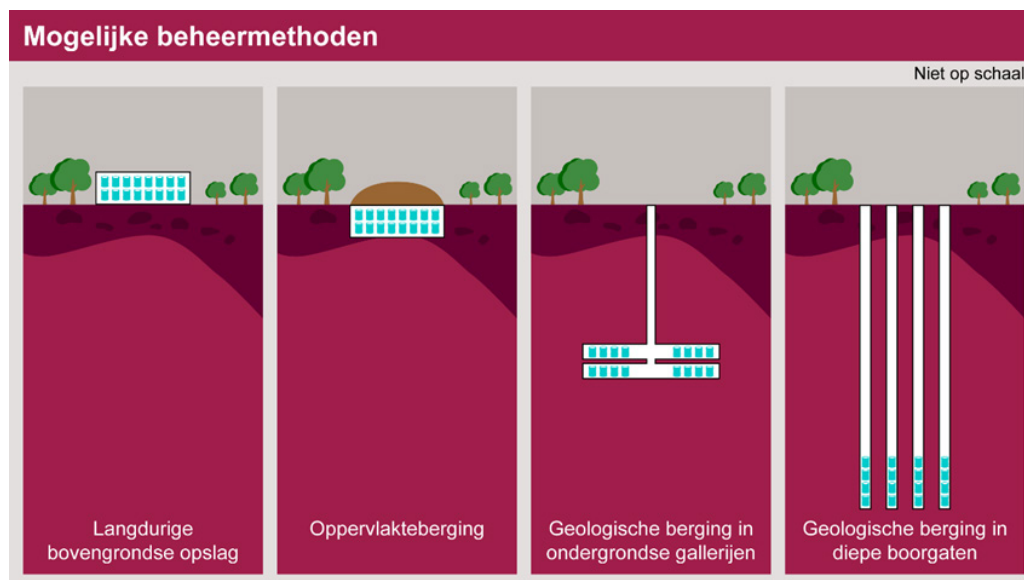 Mogelijke beheermethoden
Niet op schaal
Langdurige
bovengrondse opslag
Oppervlakteberging
Geologische berging in
ondergrondse gallerijen
Geologische berging in
diepe boorgaten